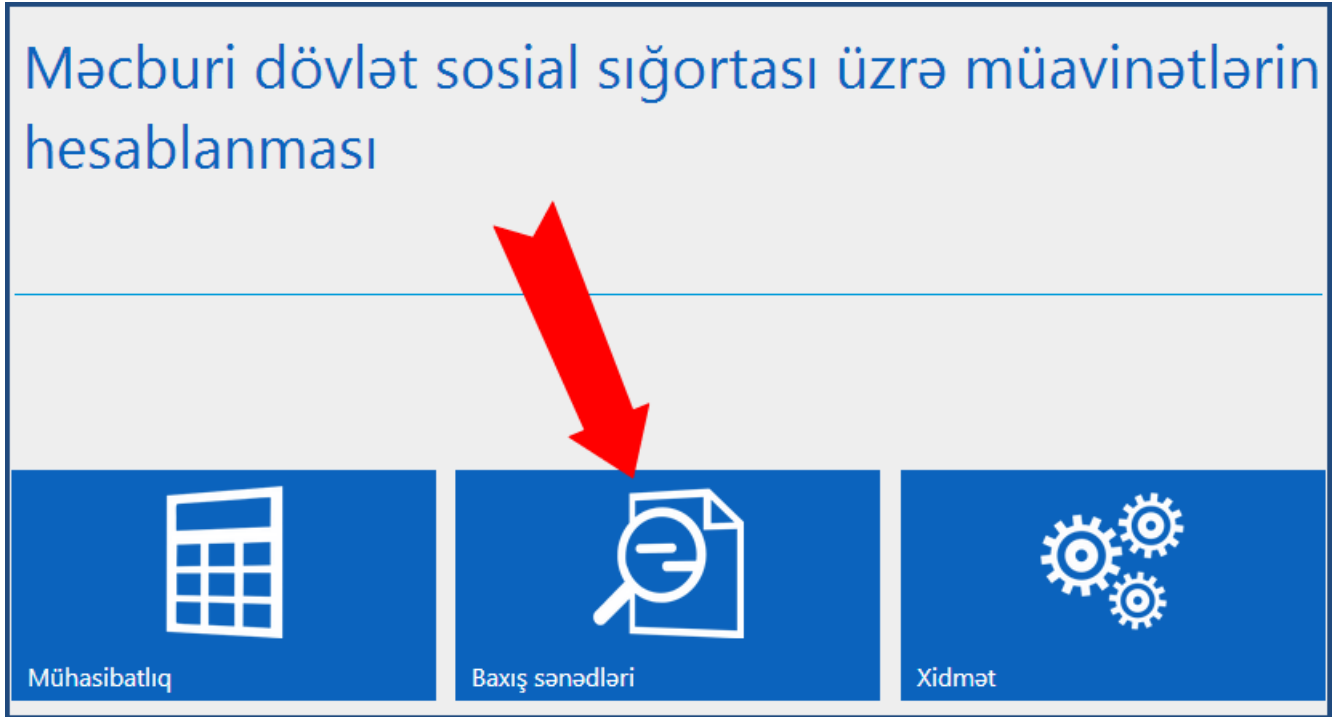 Məcburi dövlət sosial sığortası üzrə müavinətlərin
hesablanması
Mühasibatlıq
Baxış sənədləri
Xidmət